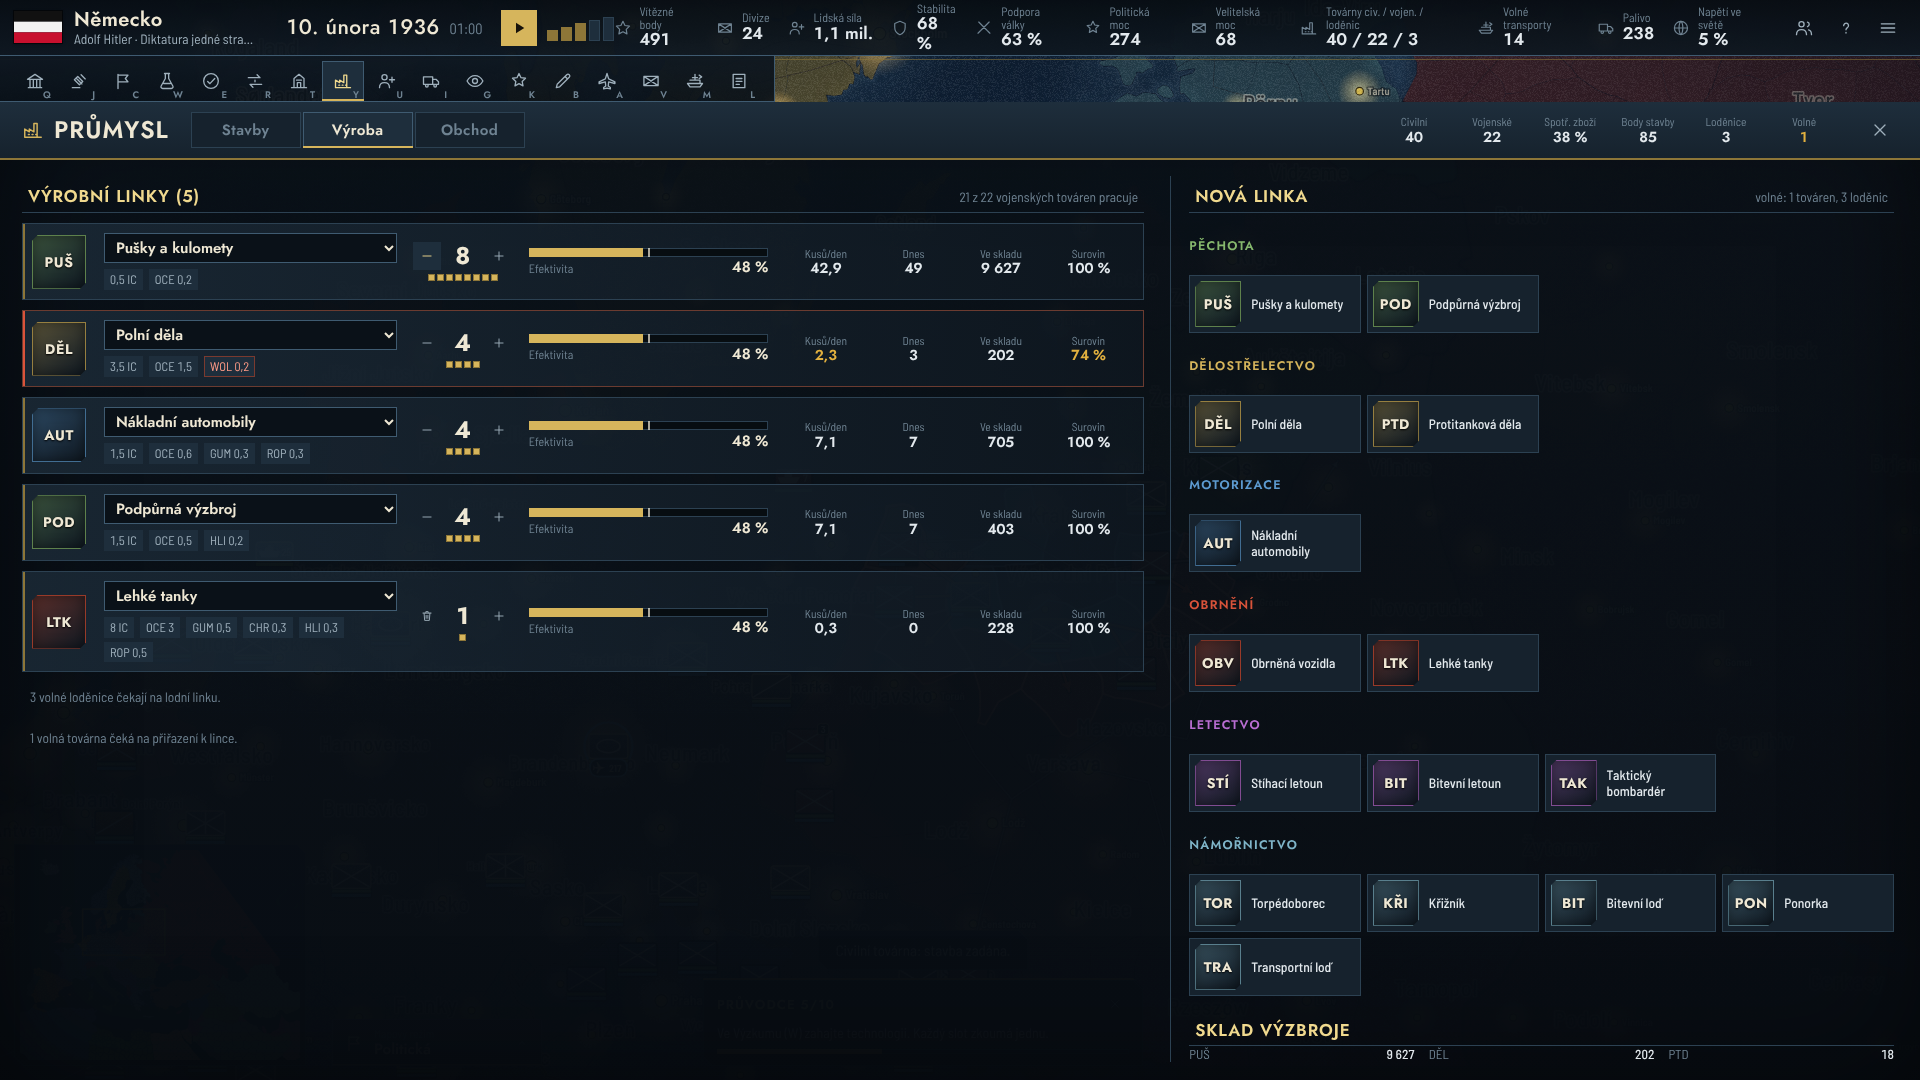 Německo
Adolf Hitler · Diktatura jedné stra...
10. února 1936 01:00
Vítězné body 491
Divize 24
Lidská síla 1,1 mil.
Stabilita 68 %
Podpora války 63 %
Politická moc 274
Velitelská moc 68
Továrny civ. / vojen. / loděnic 40 / 22 / 3
Volné transporty 14
Palivo 238
Napětí ve světě 5 %
?
Q J C W E R T Y U I G K B A V M L
Tartu
PRŮMYSL
Stavby
Výroba
Obchod
Civilní 40
Vojenské 22
Spotř. zboží 38 %
Body stavby 85
Loděnice 3
Volné 1
VÝROBNÍ LINKY (5)
21 z 22 vojenských továren pracuje
PUŠ
Pušky a kulomety
0,5 IC
OCE 0,2
8
Efektivita 48 %
Kusů/den 42,9
Dnes 49
Ve skladu 9 627
Surovin 100 %
DĚL
Polní děla
3,5 IC
OCE 1,5
WOL 0,2
4
Efektivita 48 %
Kusů/den 2,3
Dnes 3
Ve skladu 202
Surovin 74 %
AUT
Nákladní automobily
1,5 IC
OCE 0,6
GUM 0,3
ROP 0,3
4
Efektivita 48 %
Kusů/den 7,1
Dnes 7
Ve skladu 705
Surovin 100 %
POD
Podpůrná výzbroj
1,5 IC
OCE 0,5
HLI 0,2
4
Efektivita 48 %
Kusů/den 7,1
Dnes 7
Ve skladu 403
Surovin 100 %
LTK
Lehké tanky
8 IC
OCE 3
GUM 0,5
CHR 0,3
HLI 0,3
ROP 0,5
1
Efektivita 48 %
Kusů/den 0,3
Dnes 0
Ve skladu 228
Surovin 100 %
3 volné loděnice čekají na lodní linku.
1 volná továrna čeká na přiřazení k lince.
NOVÁ LINKA
volné: 1 továren, 3 loděnic
PĚCHOTA
PUŠ Pušky a kulomety
POD Podpůrná výzbroj
DĚLOSTŘELECTVO
DĚL Polní děla
PTD Protitanková děla
MOTORIZACE
AUT Nákladní automobily
OBRNĚNÍ
OBV Obrněná vozidla
LTK Lehké tanky
LETECTVO
STÍ Stíhací letoun
BIT Bitevní letoun
TAK Taktický bombardér
NÁMOŘNICTVO
TOR Torpédoborec
KŘI Křižník
BIT Bitevní loď
PON Ponorka
TRA Transportní loď
SKLAD VÝZBROJE
PUŠ 9 627
DĚL 202
PTD 18